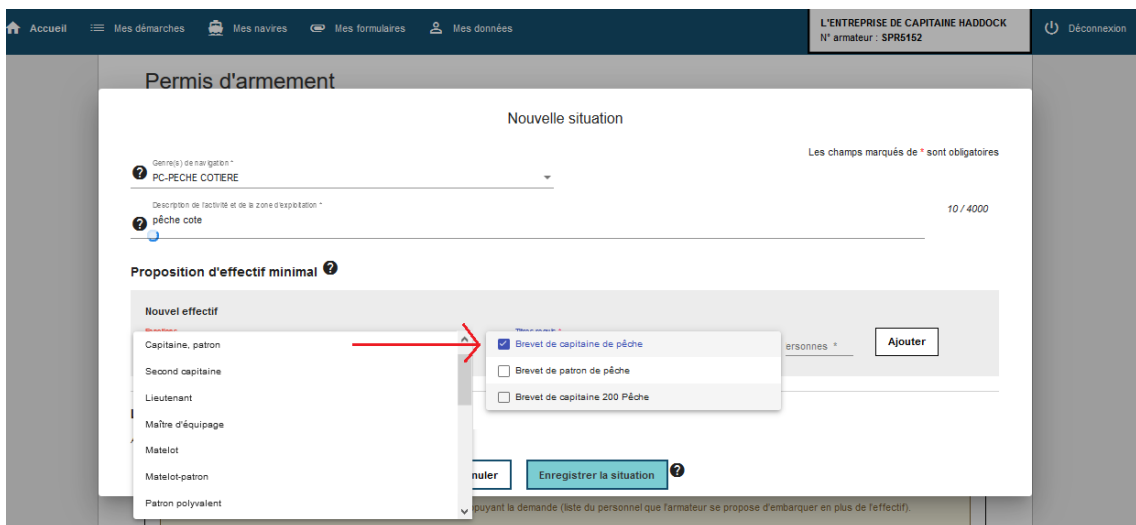 Accueil
Mes démarches
Mes navires
Mes formulaires
Mes données
L'ENTREPRISE DE CAPITAINE HADDOCK
N° armateur : SPR5152
Déconnexion
Permis d'armement
Nouvelle situation
Les champs marqués de * sont obligatoires
Genre(s) de navigation *
PC-PECHE COTIERE
Description de l'activité et de la zone d'exploitation *
pêche cote
10 / 4000
Proposition d'effectif minimal
Nouvel effectif
Capitaine, patron
Second capitaine
Lieutenant
Maître d'équipage
Matelot
Matelot-patron
Patron polyvalent
Brevet de capitaine de pêche
Brevet de patron de pêche
Brevet de capitaine 200 Pêche
ersonnes *
Ajouter
nuler
Enregistrer la situation
puyant la demande (liste du personnel que l'armateur se propose d'embarquer en plus de l'effectif).